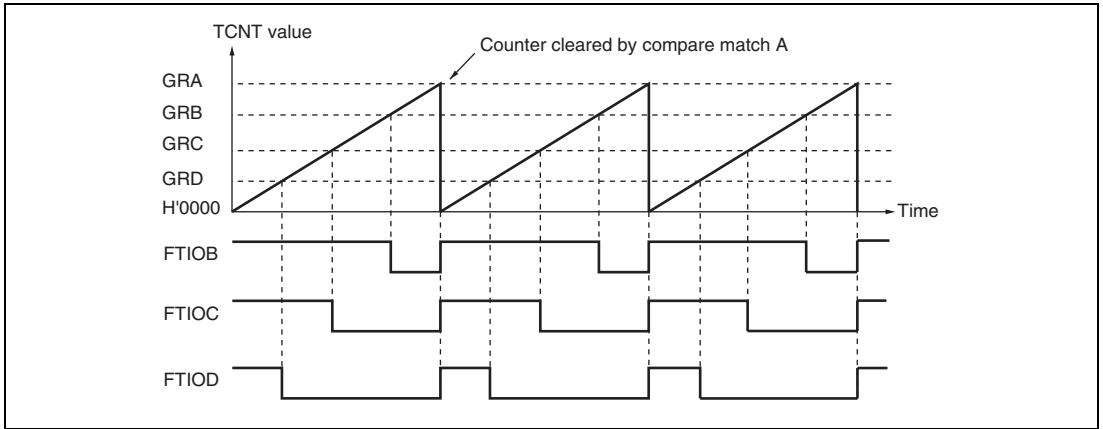 TCNT value
Counter cleared by compare match A
GRA
GRB
GRC
GRD
H'0000
Time
FTIOB
FTIOC
FTIOD